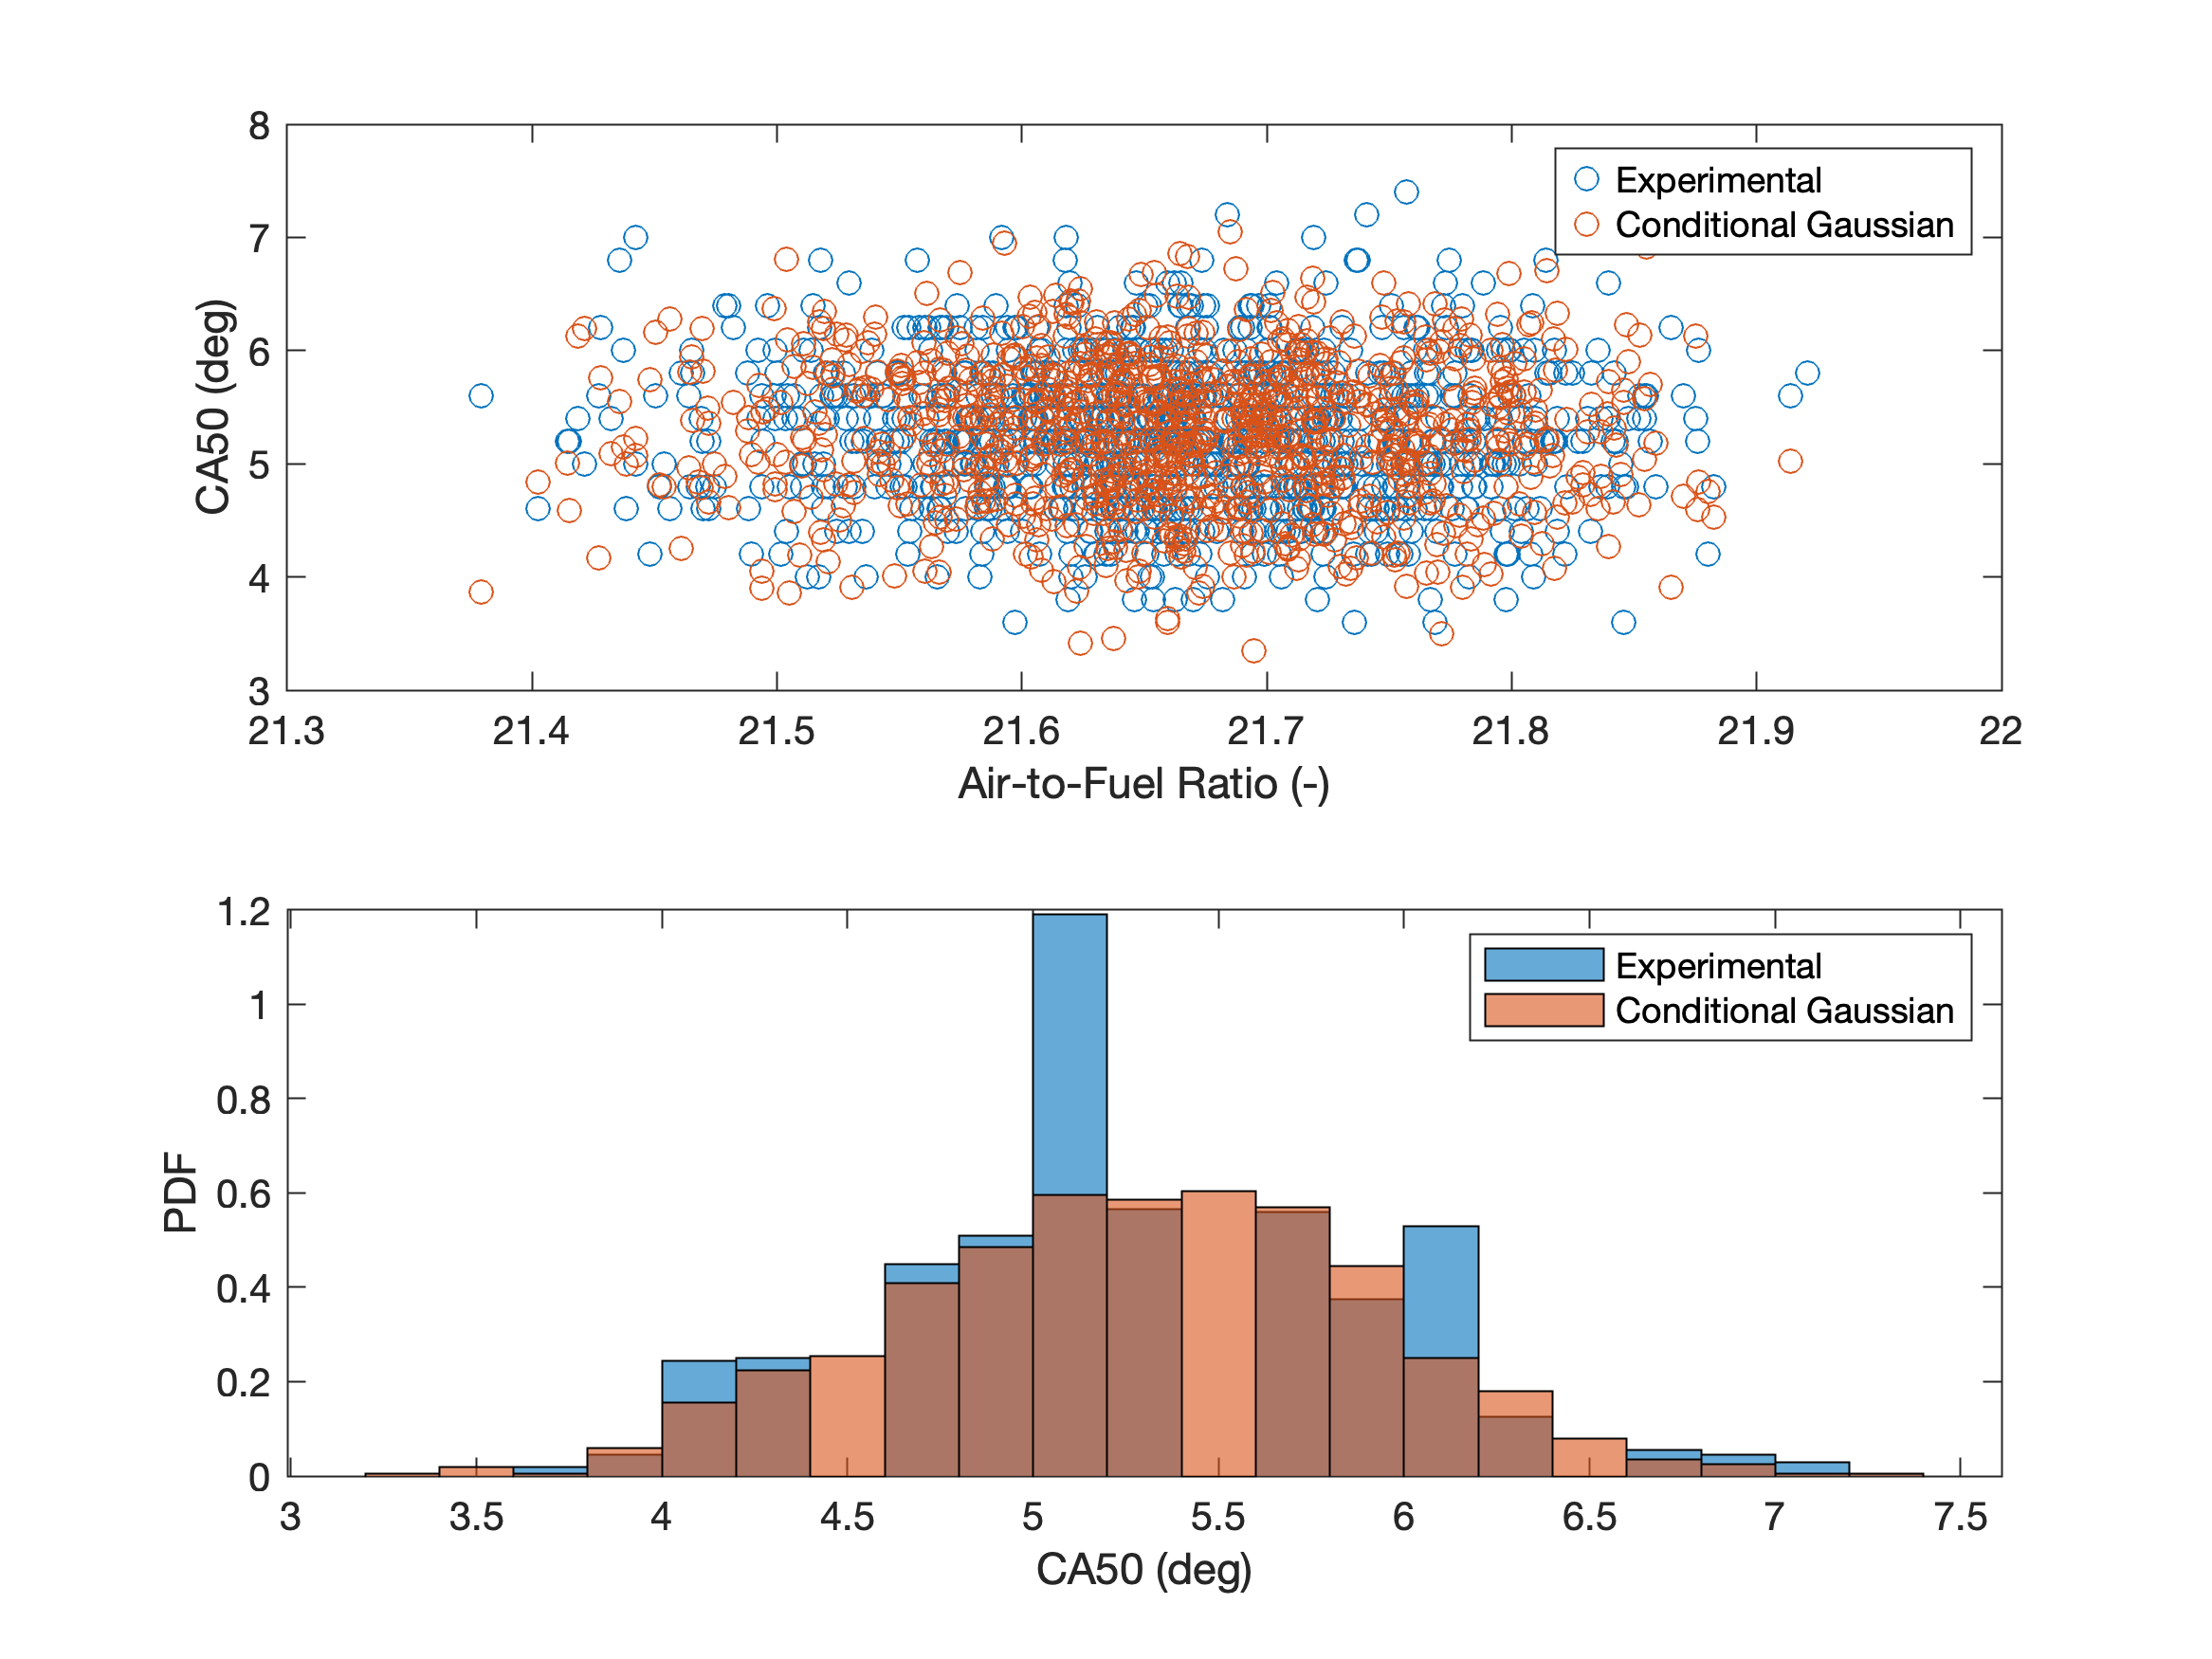 8
7
6
5
4
3
CA50 (deg)
Experimental
Conditional Gaussian
21.3 21.4 21.5 21.6 21.7 21.8 21.9 22
Air-to-Fuel Ratio (-)
1.2
1
0.8
0.6
0.4
0.2
0
PDF
Experimental
Conditional Gaussian
3 3.5 4 4.5 5 5.5 6 6.5 7 7.5
CA50 (deg)